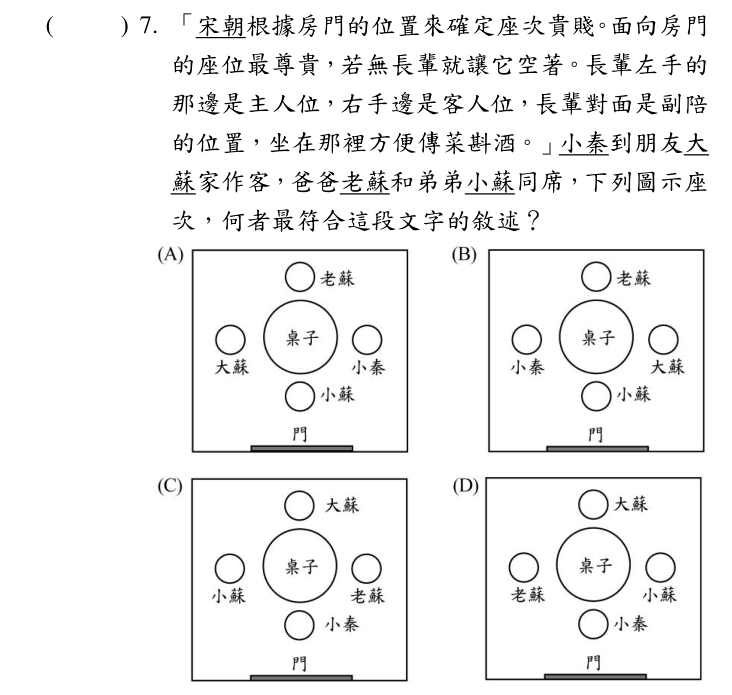 (　　) 7. 「宋朝根據房門的位置來確定座次貴賤。面向房門
的座位最尊貴，若無長輩就讓它空著。長輩左手的
那邊是主人位，右手邊是客人位，長輩對面是副陪
的位置，坐在那裡方便傳菜斟酒。」小秦到朋友大
蘇家作客，爸爸老蘇和弟弟小蘇同席，下列圖示座
次，何者最符合這段文字的敘述？
(A)
老蘇
桌子
大蘇
小秦
小蘇
門
(B)
老蘇
桌子
小秦
大蘇
小蘇
門
(C)
大蘇
桌子
小蘇
老蘇
小秦
門
(D)
大蘇
桌子
老蘇
小蘇
小秦
門